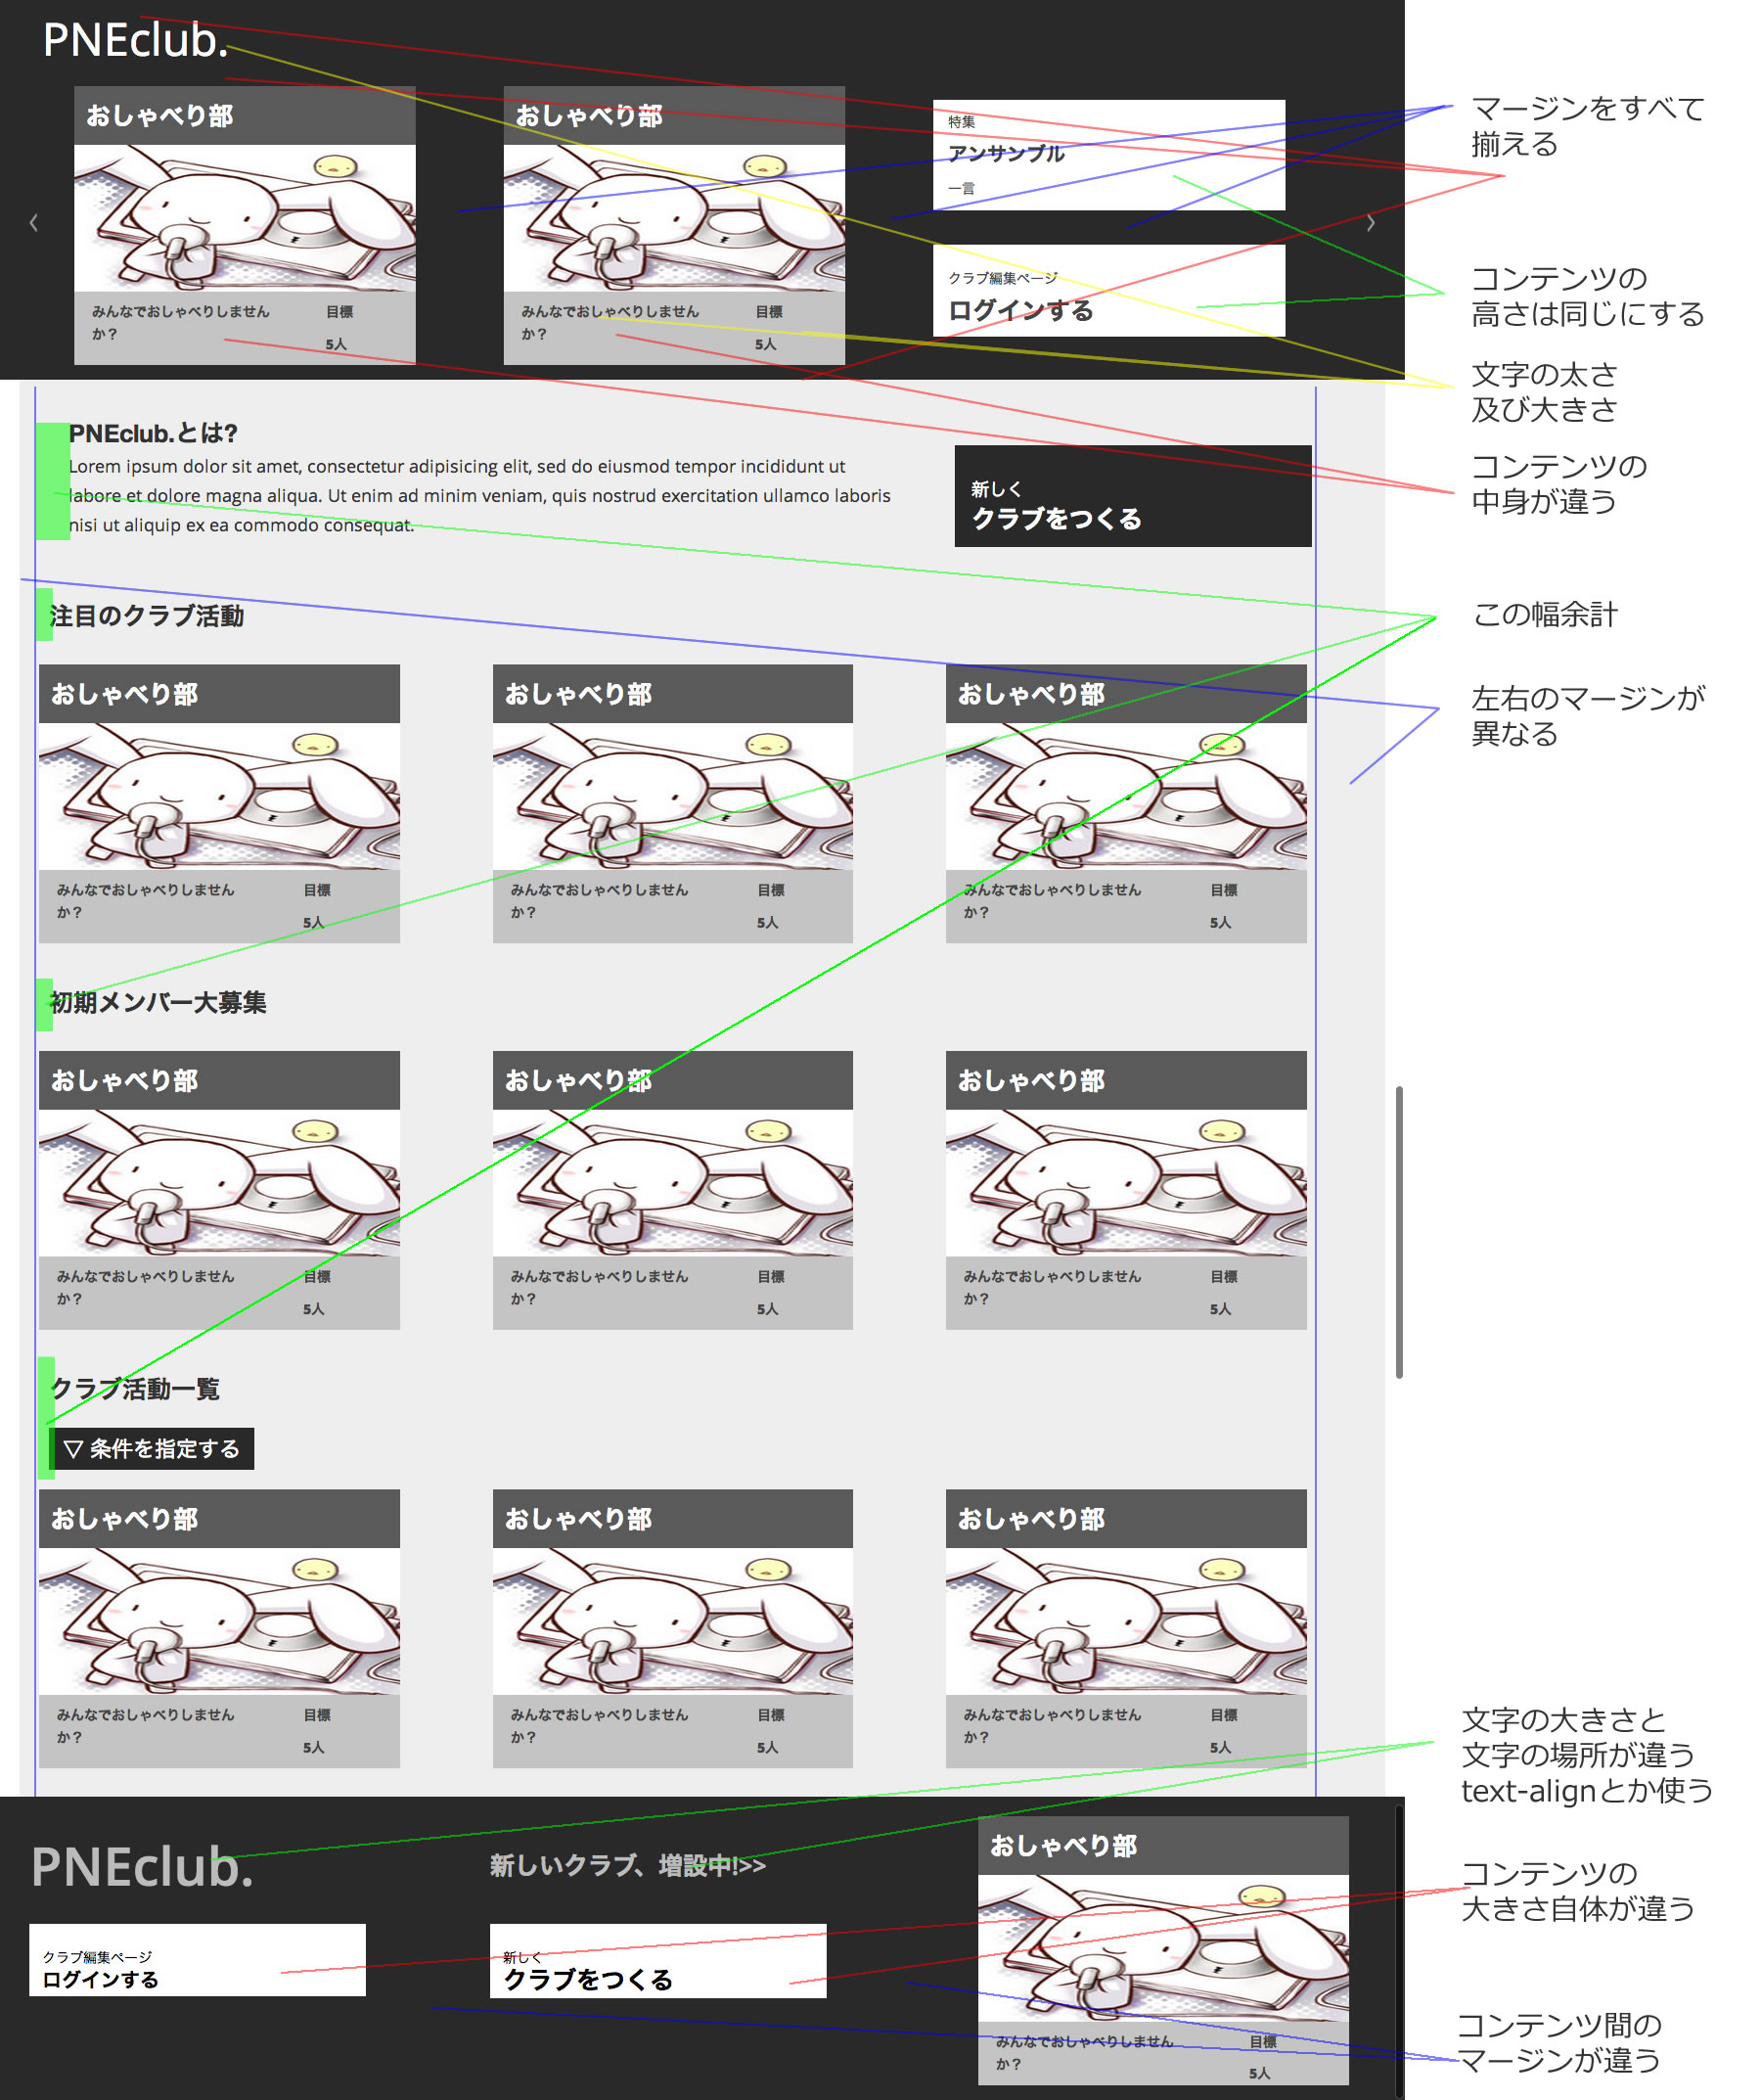 PNEclub.
おしゃべり部
みんなでおしゃべりしません
か？
目標
5人
おしゃべり部
みんなでおしゃべりしません
か？
目標
5人
特集
アンサンブル
一言
クラブ編集ページ
ログインする
マージンをすべて
揃える
コンテンツの
高さは同じにする
文字の太さ
及び大きさ
コンテンツの
中身が違う
PNEclub.とは?
Lorem ipsum dolor sit amet, consectetur adipisicing elit, sed do eiusmod tempor incididunt ut
labore et dolore magna aliqua. Ut enim ad minim veniam, quis nostrud exercitation ullamco laboris
nisi ut aliquip ex ea commodo consequat.
新しく
クラブをつくる
この幅余計
左右のマージンが
異なる
注目のクラブ活動
おしゃべり部
みんなでおしゃべりしません
か？
目標
5人
おしゃべり部
みんなでおしゃべりしません
か？
目標
5人
おしゃべり部
みんなでおしゃべりしません
か？
目標
5人
初期メンバー大募集
おしゃべり部
みんなでおしゃべりしません
か？
目標
5人
おしゃべり部
みんなでおしゃべりしません
か？
目標
5人
おしゃべり部
みんなでおしゃべりしません
か？
目標
5人
クラブ活動一覧
▽ 条件を指定する
おしゃべり部
みんなでおしゃべりしません
か？
目標
5人
おしゃべり部
みんなでおしゃべりしません
か？
目標
5人
おしゃべり部
みんなでおしゃべりしません
か？
目標
5人
文字の大きさと
文字の場所が違う
text-alignとか使う
PNEclub.
クラブ編集ページ
ログインする
新しいクラブ、増設中!>>
新しく
クラブをつくる
おしゃべり部
みんなでおしゃべりしません
か？
目標
5人
コンテンツの
大きさ自体が違う
コンテンツ間の
マージンが違う